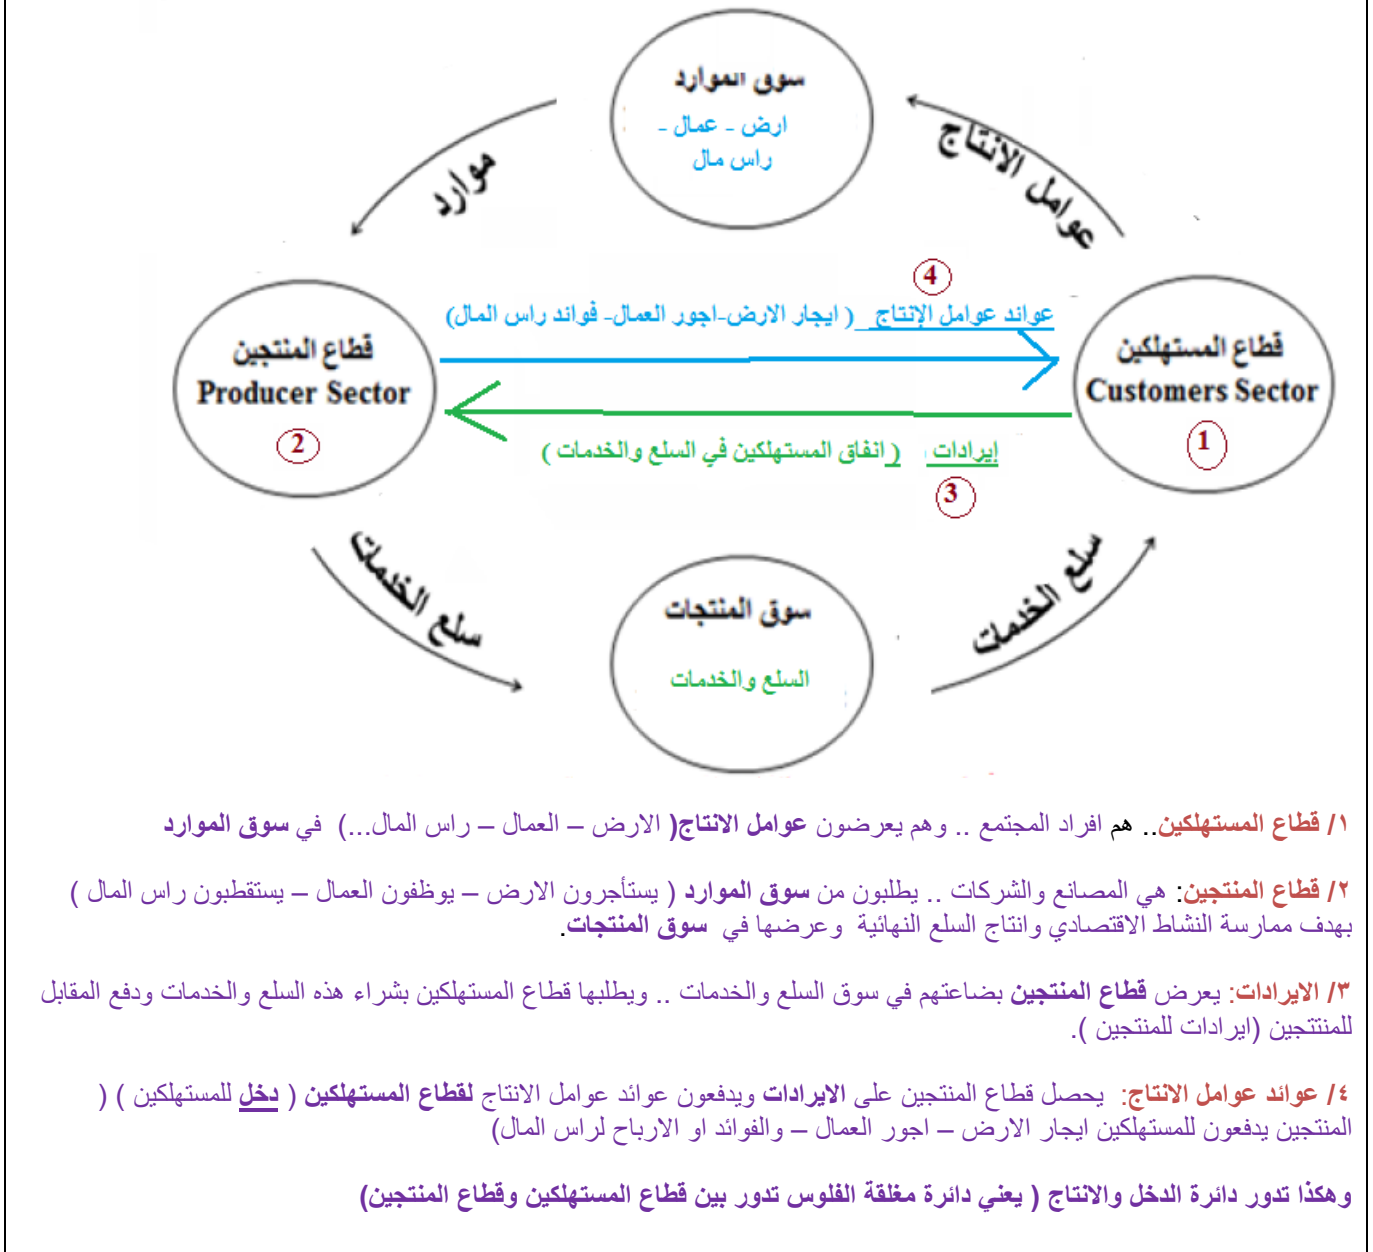 سوق الموارد
ارض - عمال -
راس مال
عوامل الانتاج
موارد
4
عوائد عوامل الإنتاج ( ايجار الارض-اجور العمال- فوائد راس المال)
قطاع المستهلكين
Customers Sector
1
قطاع المنتجين
Producer Sector
2
إيرادات ( انفاق المستهلكين في السلع والخدمات )
3
سلع الخدمات
سلع الخدمات
سوق المنتجات
السلع والخدمات
١/ قطاع المستهلكين.. هم افراد المجتمع .. وهم يعرضون عوامل الانتاج( الارض – العمال – راس المال...) في سوق الموارد
٢/ قطاع المنتجين: هي المصانع والشركات .. يطلبون من سوق الموارد ( يستأجرون الارض – يوظفون العمال – يستقطبون راس المال )
بهدف ممارسة النشاط الاقتصادي وانتاج السلع النهائية وعرضها في سوق المنتجات.
٣/ الايرادات: يعرض قطاع المنتجين بضاعتهم في سوق السلع والخدمات .. ويطلبها قطاع المستهلكين بشراء هذه السلع والخدمات ودفع المقابل
للمنتتجين (ايرادات للمنتجين ).
٤/ عوائد عوامل الانتاج: يحصل قطاع المنتجين على الايرادات ويدفعون عوائد عوامل الانتاج لقطاع المستهلكين ( دخل للمستهلكين ) (
المنتجين يدفعون للمستهلكين ايجار الارض – اجور العمال – والفوائد او الارباح لراس المال)
وهكذا تدور دائرة الدخل والانتاج ( يعني دائرة مغلقة الفلوس تدور بين قطاع المستهلكين وقطاع المنتجين)